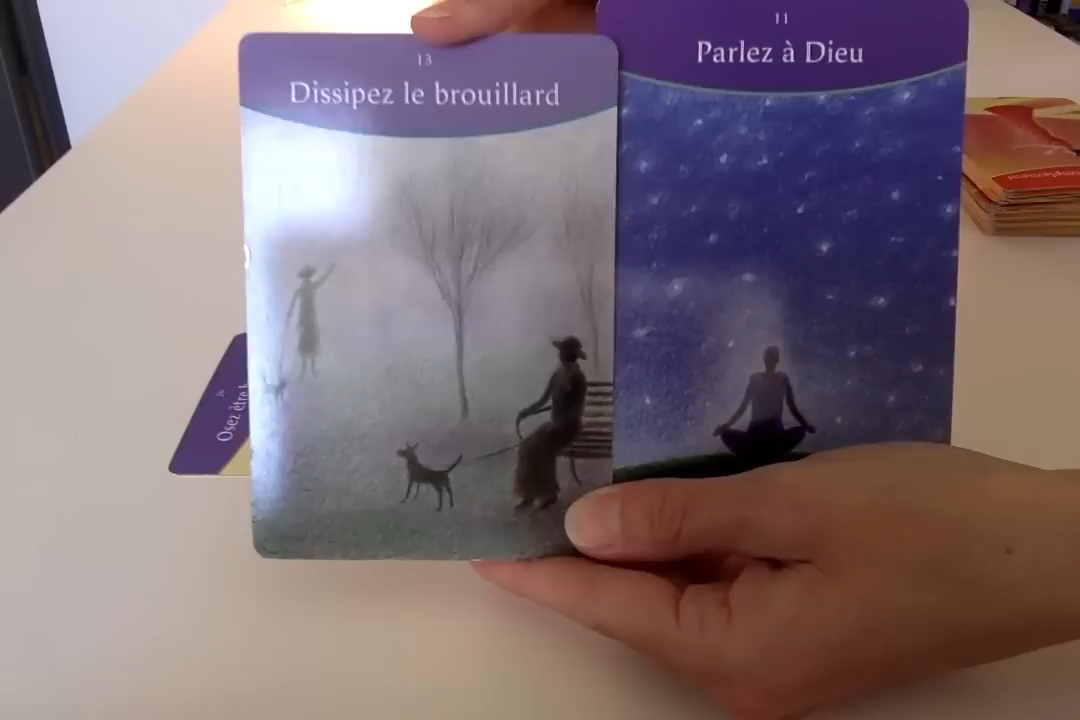 13
Dissipez le brouillard
11
Parlez à Dieu
Osez être